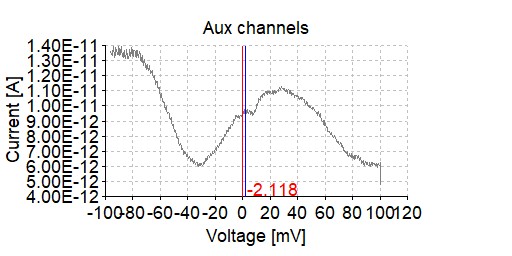 Aux channels
Current [A]
1.40E-11
1.30E-11
1.20E-11
1.10E-11
1.00E-11
9.00E-12
8.00E-12
7.00E-12
6.00E-12
5.00E-12
4.00E-12
-2.118
-100 -80 -60 -40 -20 0 20 40 60 80 100 120
Voltage [mV]